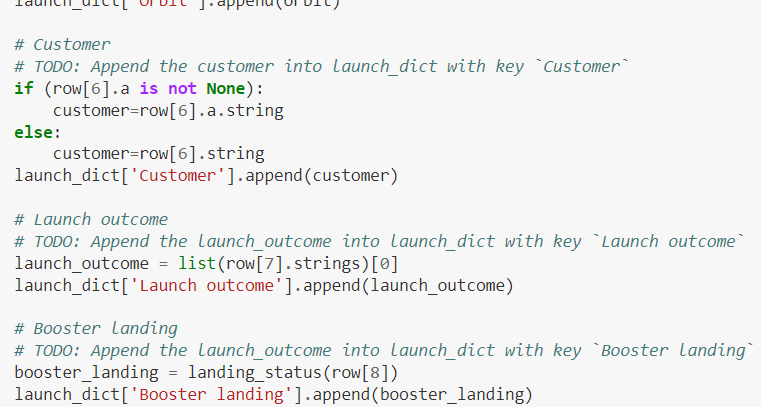 launch_dict['Orbit'].append(orbit)
# Customer
# TODO: Append the customer into launch_dict with key `Customer`
if (row[6].a is not None):
    customer=row[6].a.string
else:
    customer=row[6].string
launch_dict['Customer'].append(customer)
# Launch outcome
# TODO: Append the launch_outcome into launch_dict with key `Launch outcome`
launch_outcome = list(row[7].strings)[0]
launch_dict['Launch outcome'].append(launch_outcome)
# Booster landing
# TODO: Append the launch_outcome into launch_dict with key `Booster landing`
booster_landing = landing_status(row[8])
launch_dict['Booster landing'].append(booster_landing)